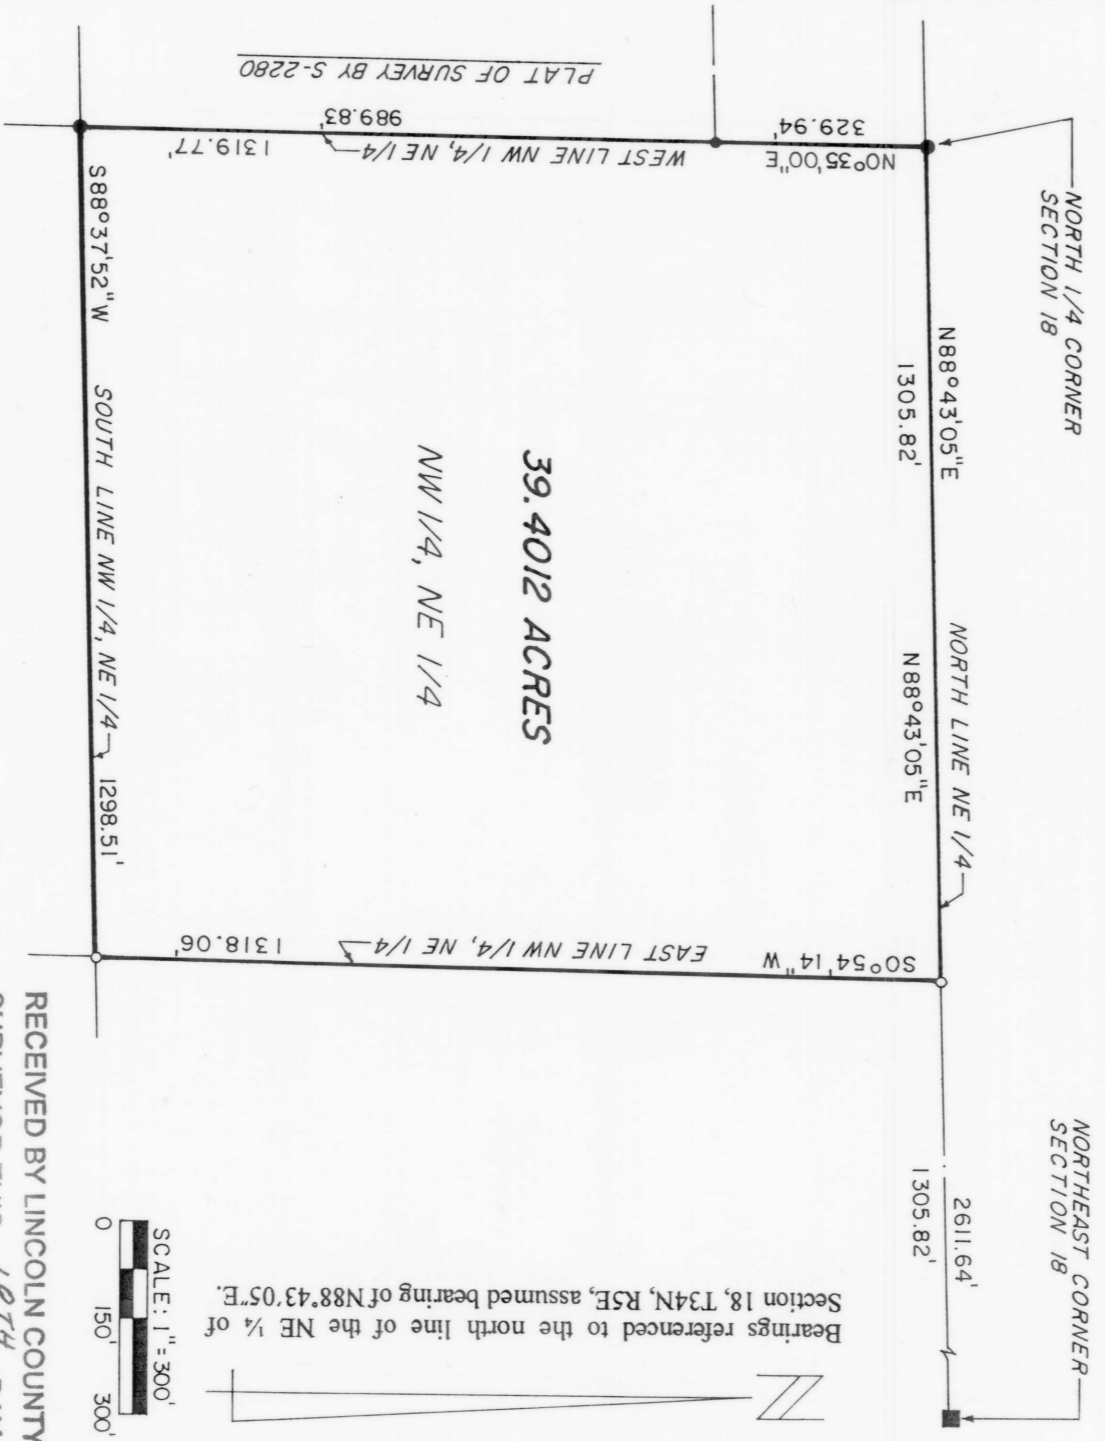 NORTH 1/4 CORNER
SECTION 18
NORTHEAST CORNER
SECTION 18
N88°43'05"E
1305.82'
NORTH LINE NE 1/4
N88°43'05"E
2611.64'
1305.82'
N0°35'00"E
329.94'
WEST LINE NW 1/4, NE 1/4
989.83'
1319.77'
PLAT OF SURVEY BY S-2280
39.4012 ACRES
NW 1/4, NE 1/4
S0°54'14"W
EAST LINE NW 1/4, NE 1/4
1318.06'
S88°37'52"W
SOUTH LINE NW 1/4, NE 1/4
1298.51'
Bearings referenced to the north line of the NE ¼ of
Section 18, T34N, R5E, assumed bearing of N88°43'05"E.
N
SCALE: 1" = 300'
0 150' 300'
RECEIVED BY LINCOLN COUNTY